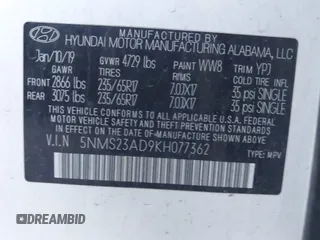 MANUFACTURED BY
HYUNDAI MOTOR MANUFACTURING ALABAMA, LLC
Jan/10/19 GVWR 4729 lbs PAINT WW8 TRIM YPJ
GAWR TIRES RIMS COLD TIRE
2866 lbs 235/65R17 7.0JX17 35 psi SINGLE
3075 lbs 235/65R17 7.0JX17 35 psi SINGLE
THIS VEHICLE CONFORMS TO ALL APPLICABLE
U.S. FEDERAL MOTOR VEHICLE SAFETY
AND THEFT PREVENTION STANDARDS IN EFFECT ON
THE DATE OF MANUFACTURE SHOWN ABOVE.
V.I.N 5NMS23AD9KH077362 TYPE: MPV
© DREAMBID